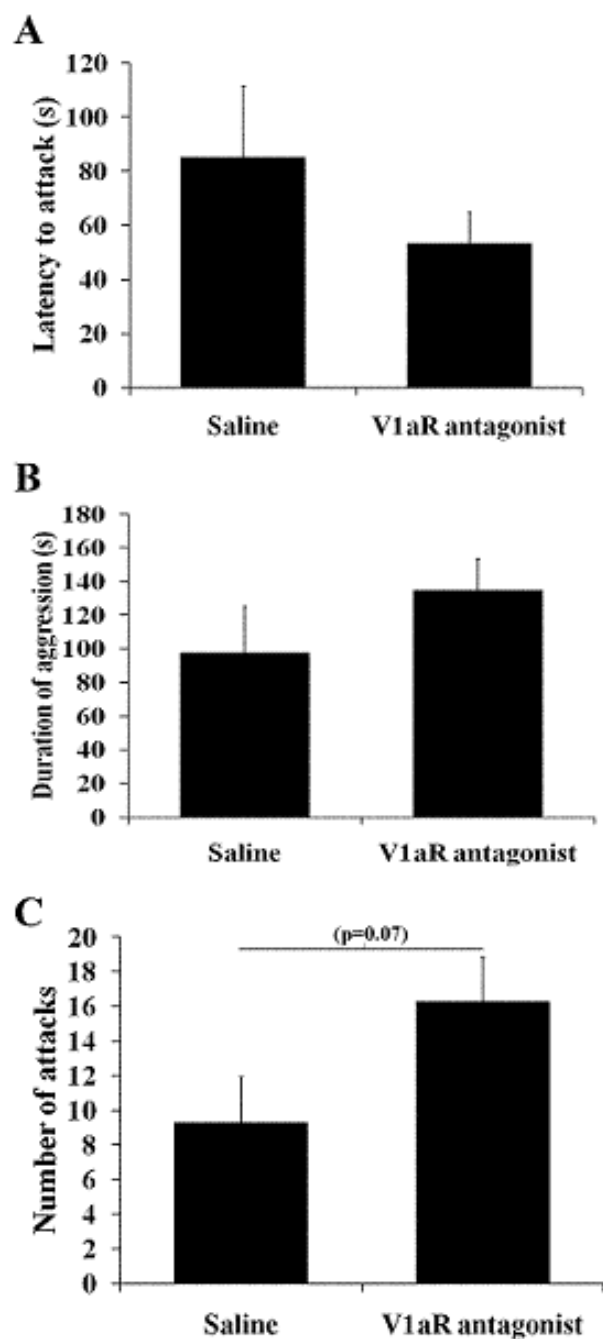 A
Latency to attack (s)
120
100
80
60
40
20
0
Saline V1aR antagonist
B
Duration of aggression (s)
180
160
140
120
100
80
60
40
20
0
Saline V1aR antagonist
C
Number of attacks
(p=0.07)
20
18
16
14
12
10
8
6
4
2
0
Saline V1aR antagonist